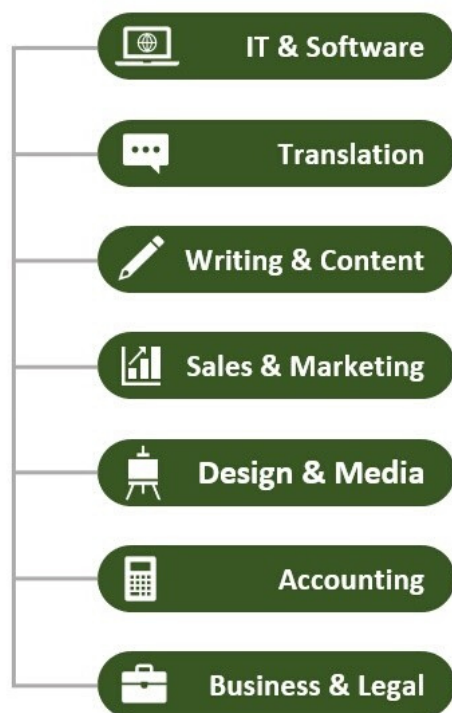 IT & Software
Translation
Writing & Content
Sales & Marketing
Design & Media
Accounting
Business & Legal